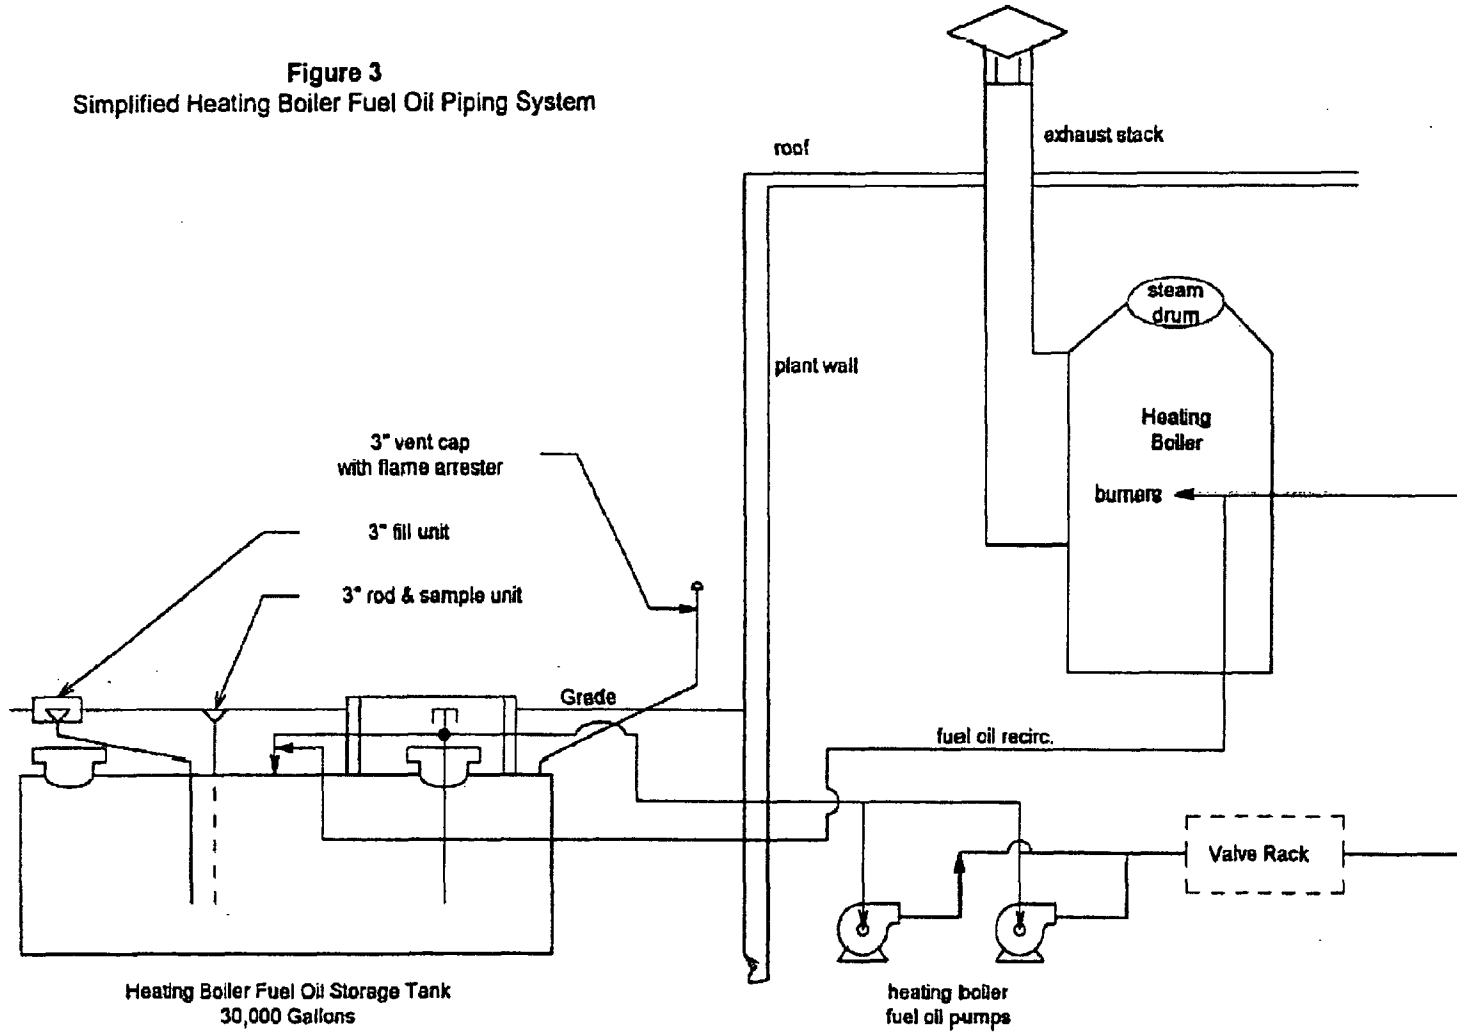 Figure 3
Simplified Heating Boiler Fuel Oil Piping System
roof
exhaust stack
steam
drum
plant wall
Heating
Boiler
3" vent cap
with flame arrester
burners
3" fill unit
3" rod & sample unit
Grade
fuel oil recirc.
Valve Rack
Heating Boiler Fuel Oil Storage Tank
30,000 Gallons
heating boiler
fuel oil pumps